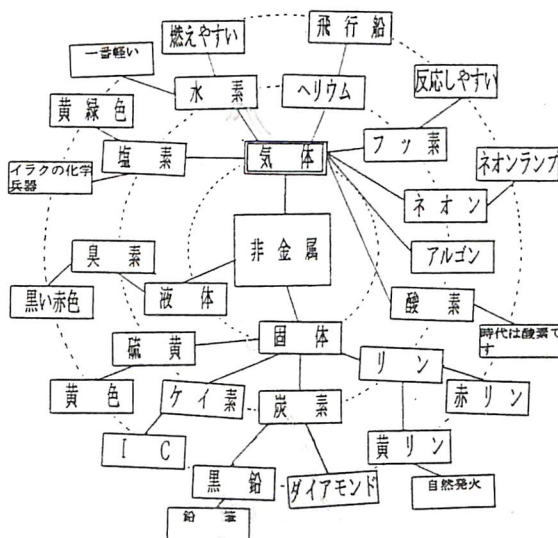 飛行船
燃えやすい
一番軽い
反応しやすい
水素
ヘリウム
黄緑色
フッ素
塩素
気体
ネオンランプ
イラクの化学
兵器
ネオン
非金属
アルゴン
臭素
液体
黒い赤色
酸素
時代は酸素で
す
固体
硫黄
リン
黄色
ケイ素
炭素
赤リン
IC
黄リン
黒鉛
ダイアモンド
自然発火
鉛筆